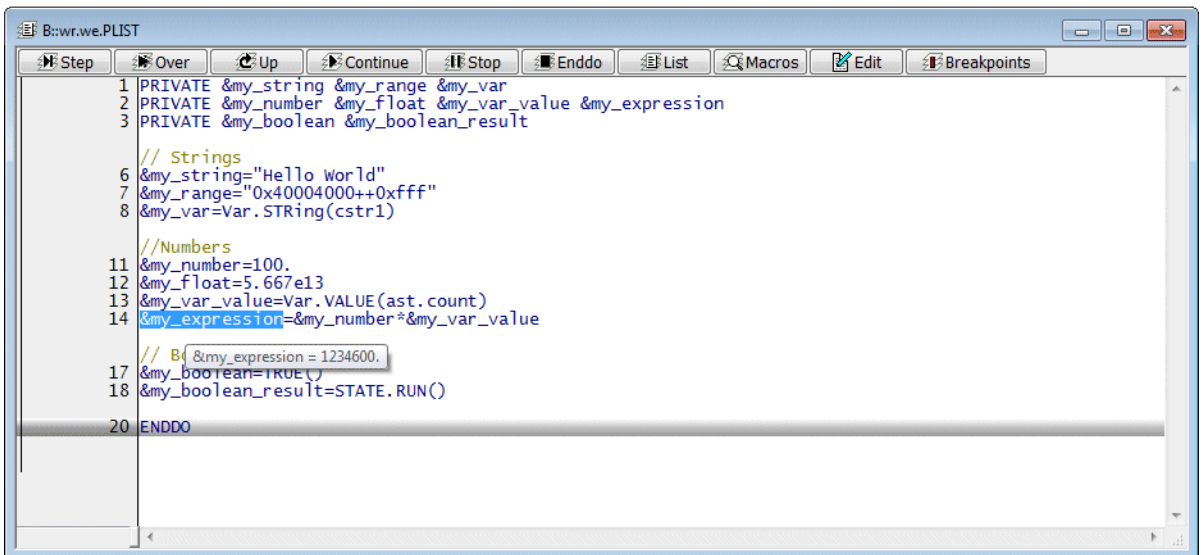 B::wr.we.PLIST
Step Over Up Continue Stop Enddo List Macros Edit Breakpoints
1 PRIVATE &my_string &my_range &my_var
2 PRIVATE &my_number &my_float &my_var_value &my_expression
3 PRIVATE &my_boolean &my_boolean_result
// Strings
6 &my_string="Hello World"
7 &my_range="0x40004000++0xfff"
8 &my_var=Var.STRing(cstr1)
//Numbers
11 &my_number=100.
12 &my_float=5.667e13
13 &my_var_value=Var.VALUE(ast.count)
14 &my_expression=&my_number*&my_var_value
// B
&my_expression = 1234600.
17 &my_boolean=TRUE()
18 &my_boolean_result=STATE.RUN()
20 ENDDO